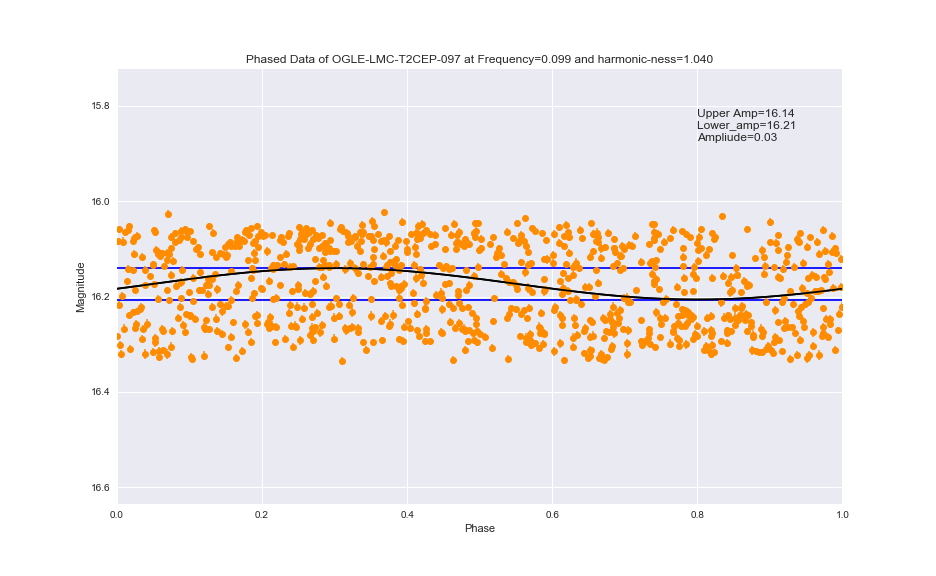 Phased Data of OGLE-LMC-T2CEP-097 at Frequency=0.099 and harmonic-ness=1.040
Upper Amp=16.14
Lower_amp=16.21
Ampliude=0.03
15.8
16.0
16.2
16.4
16.6
Magnitude
0.0 0.2 0.4 0.6 0.8 1.0
Phase